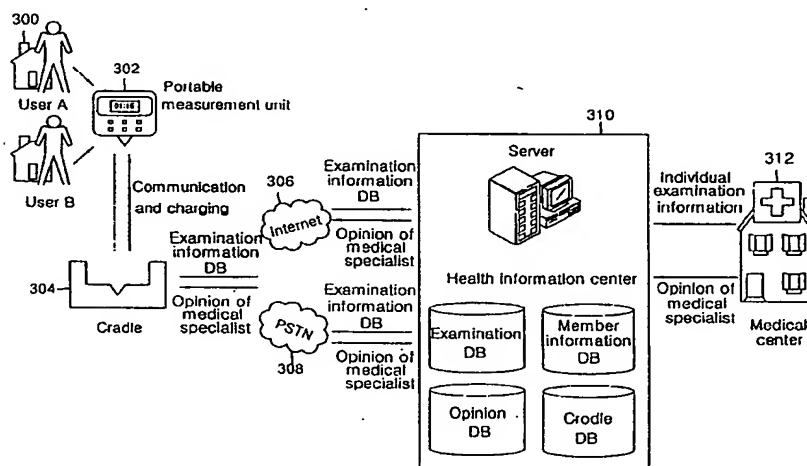 300
User A
302
01:16
Portable
measurement unit
User B
Communication
and charging
304
Cradle
Examination
information
DB
Opinion of
medical
specialist
306
Internet
Examination
information
DB
Opinion of
medical
specialist
PSTN
308
Examination
information
DB
Opinion of
medical
specialist
310
Server
Health information center
Examination
DB
Member
information
DB
Opinion
DB
Crodle
DB
Individual
examination
information
Opinion of
medical
specialist
312
Medical
center